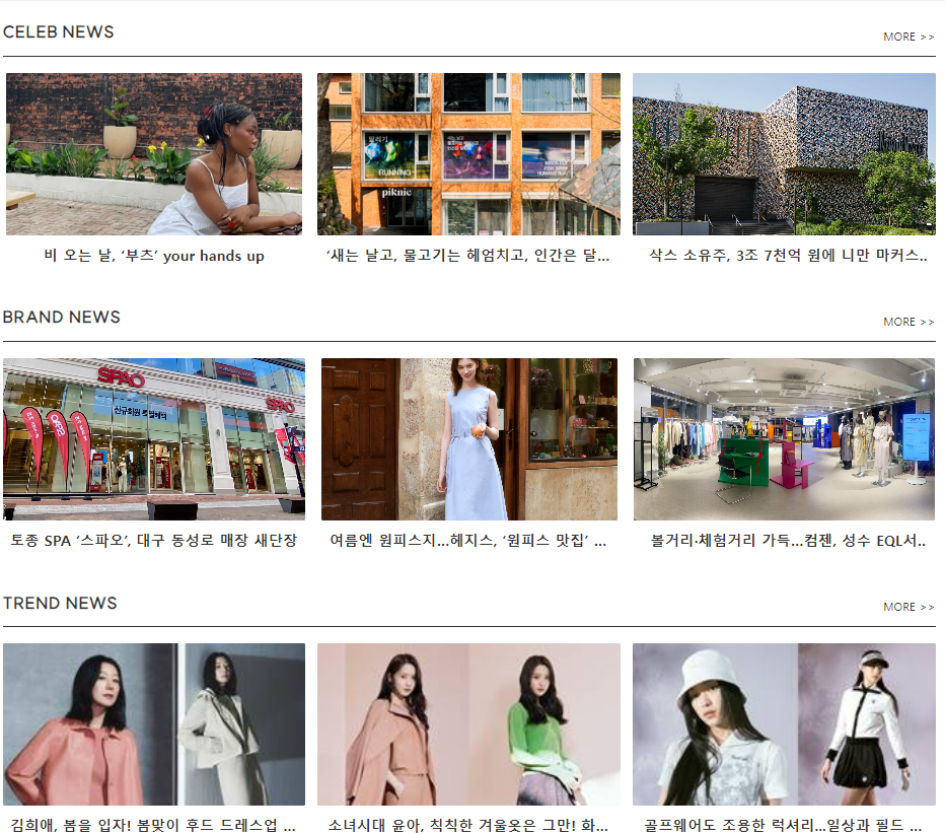 CELEB NEWS
MORE >>
달리기
RUNNING
piknic
비 오는 날, ‘부츠’ your hands up
‘새는 날고, 물고기는 헤엄치고, 인간은 달...
삭스 소유주, 3조 7천억 원에 니만 마커스..
BRAND NEWS
MORE >>
SPAO
SPAO
토종 SPA ‘스파오’, 대구 동성로 매장 새단장
여름엔 원피스지...헤지스, ‘원피스 맛집’ ...
볼거리·체험거리 가득...컴젠, 성수 EQL서..
TREND NEWS
MORE >>
김희애, 봄을 입자! 봄맞이 후드 드레스업 ...
소녀시대 윤아, 칙칙한 겨울옷은 그만! 화...
골프웨어도 조용한 럭셔리...일상과 필드 ...